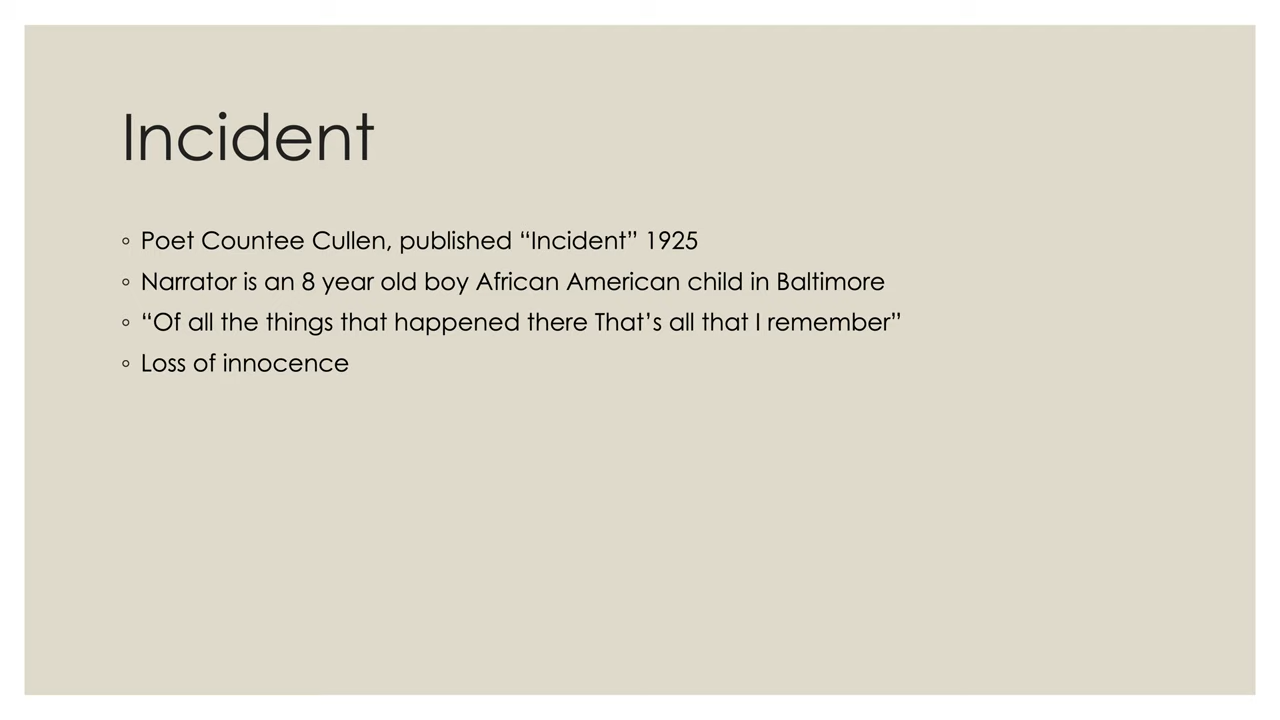 Incident
◦ Poet Countee Cullen, published “Incident” 1925
◦ Narrator is an 8 year old boy African American child in Baltimore
◦ “Of all the things that happened there That’s all that I remember”
◦ Loss of innocence